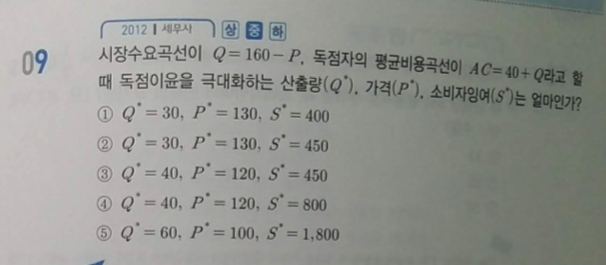 2012 | 세무사 상 중 하
09 시장수요곡선이 Q=160-P, 독점자의 평균비용곡선이 AC=40+Q라고 할
때 독점이윤을 극대화하는 산출량(Q*), 가격(P*), 소비자잉여(S*)는 얼마인가?
① Q*=30, P*=130, S*=400
② Q*=30, P*=130, S*=450
③ Q*=40, P*=120, S*=450
④ Q*=40, P*=120, S*=800
⑤ Q*=60, P*=100, S*=1,800